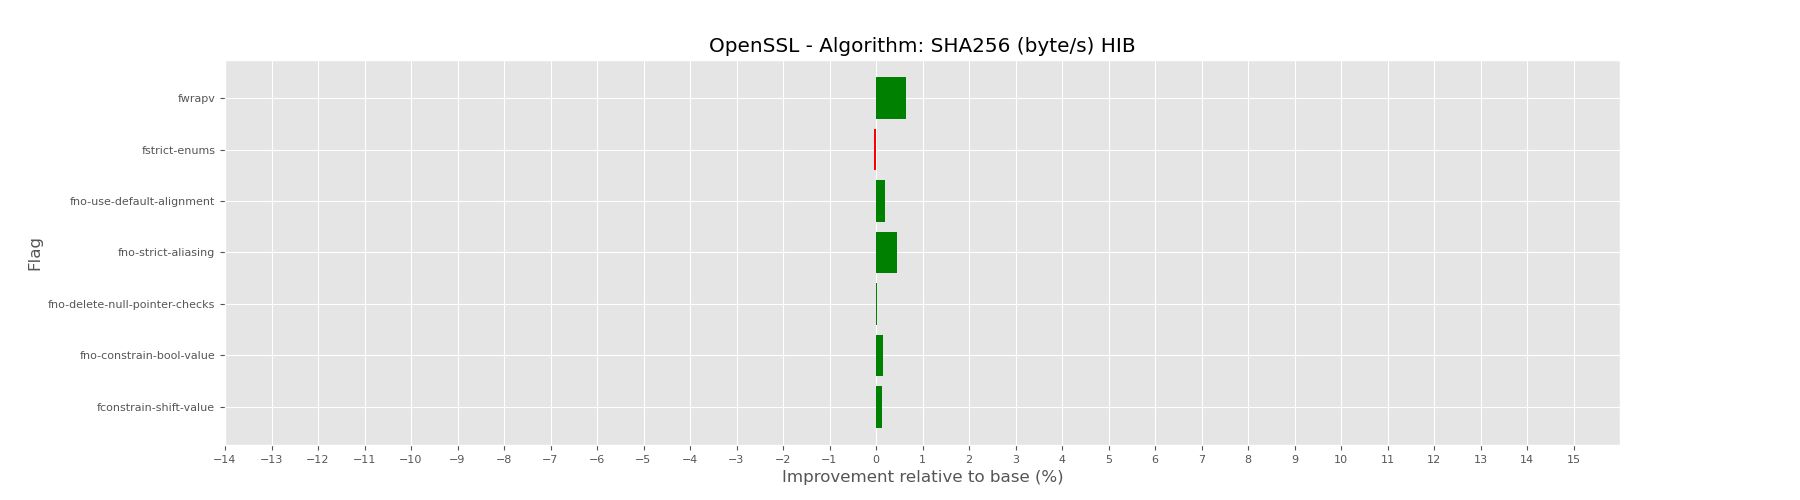 OpenSSL - Algorithm: SHA256 (byte/s) HIB
fwrapv
fstrict-enums
fno-use-default-alignment
fno-strict-aliasing
fno-delete-null-pointer-checks
fno-constrain-bool-value
fconstrain-shift-value
Flag
−14 −13 −12 −11 −10 −9 −8 −7 −6 −5 −4 −3 −2 −1 0 1 2 3 4 5 6 7 8 9 10 11 12 13 14 15
Improvement relative to base (%)